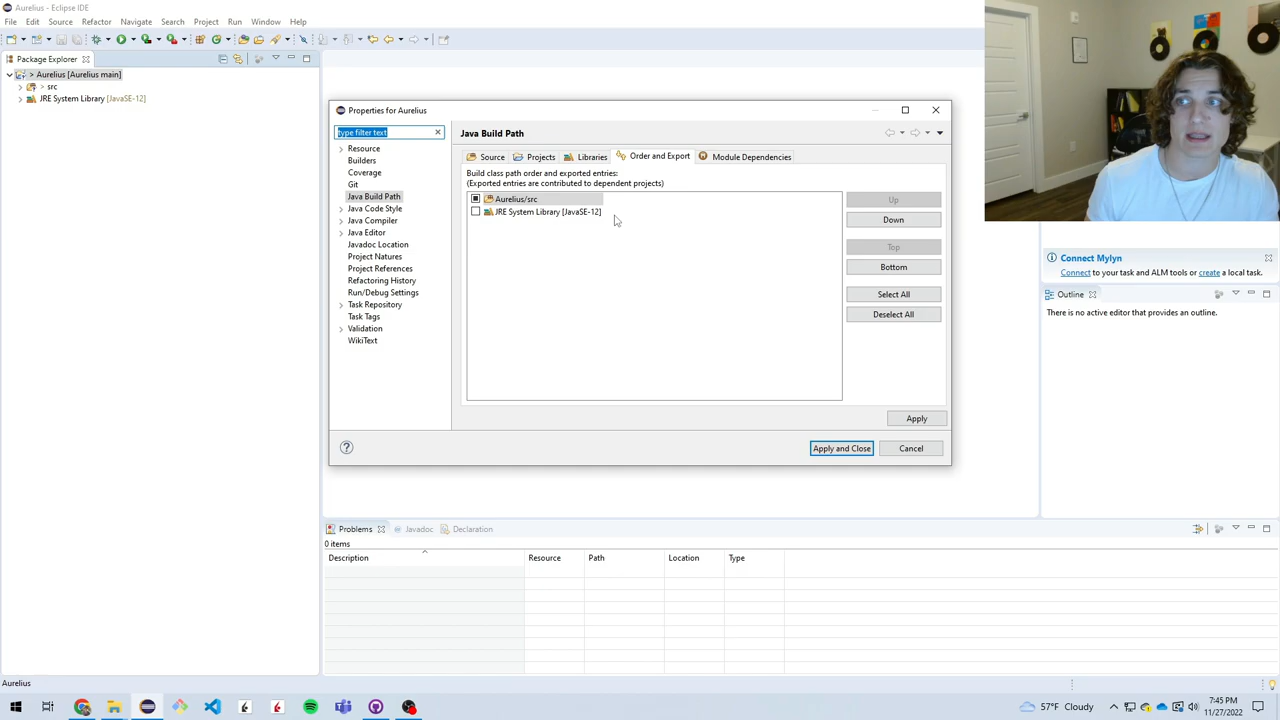 Aurelius - Eclipse IDE
File Edit Source Refactor Navigate Search Project Run Window Help
Package Explorer
> Aurelius [Aurelius main]
> src
JRE System Library [JavaSE-12]
Properties for Aurelius
type filter text
Resource
Builders
Coverage
Git
Java Build Path
Java Code Style
Java Compiler
Java Editor
Javadoc Location
Project Natures
Project References
Refactoring History
Run/Debug Settings
Task Repository
Task Tags
Validation
WikiText
Java Build Path
Source Projects Libraries Order and Export Module Dependencies
Build class path order and exported entries:
(Exported entries are contributed to dependent projects)
Aurelius/src
JRE System Library [JavaSE-12]
Up
Down
Top
Bottom
Select All
Deselect All
Apply
Apply and Close Cancel
Connect Mylyn
Connect to your task and ALM tools or create a local task.
Outline
There is no active editor that provides an outline.
Problems Javadoc Declaration
0 items
Description Resource Path Location Type
Aurelius
57°F Cloudy
7:45 PM
11/27/2022